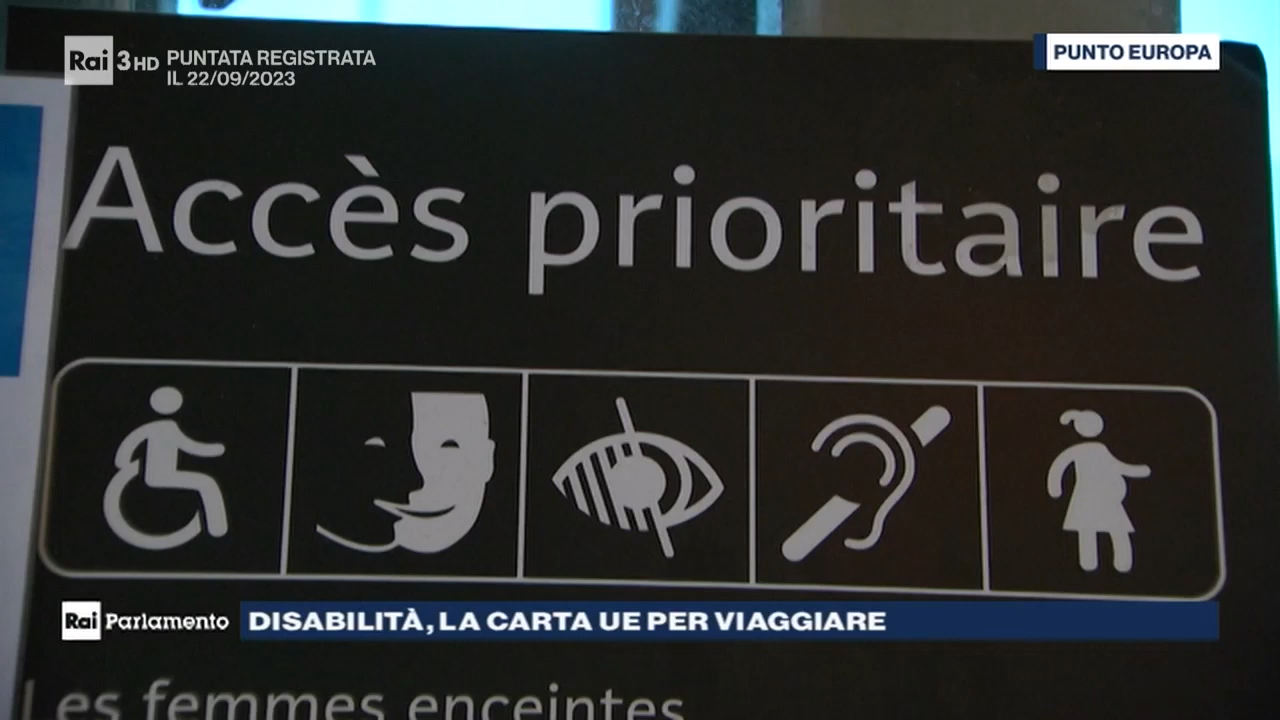 Rai 3HD PUNTATA REGISTRATA
IL 22/09/2023
PUNTO EUROPA
Accès prioritaire
Rai Parlamento DISABILITÀ, LA CARTA UE PER VIAGGIARE
Les femmes enceintes